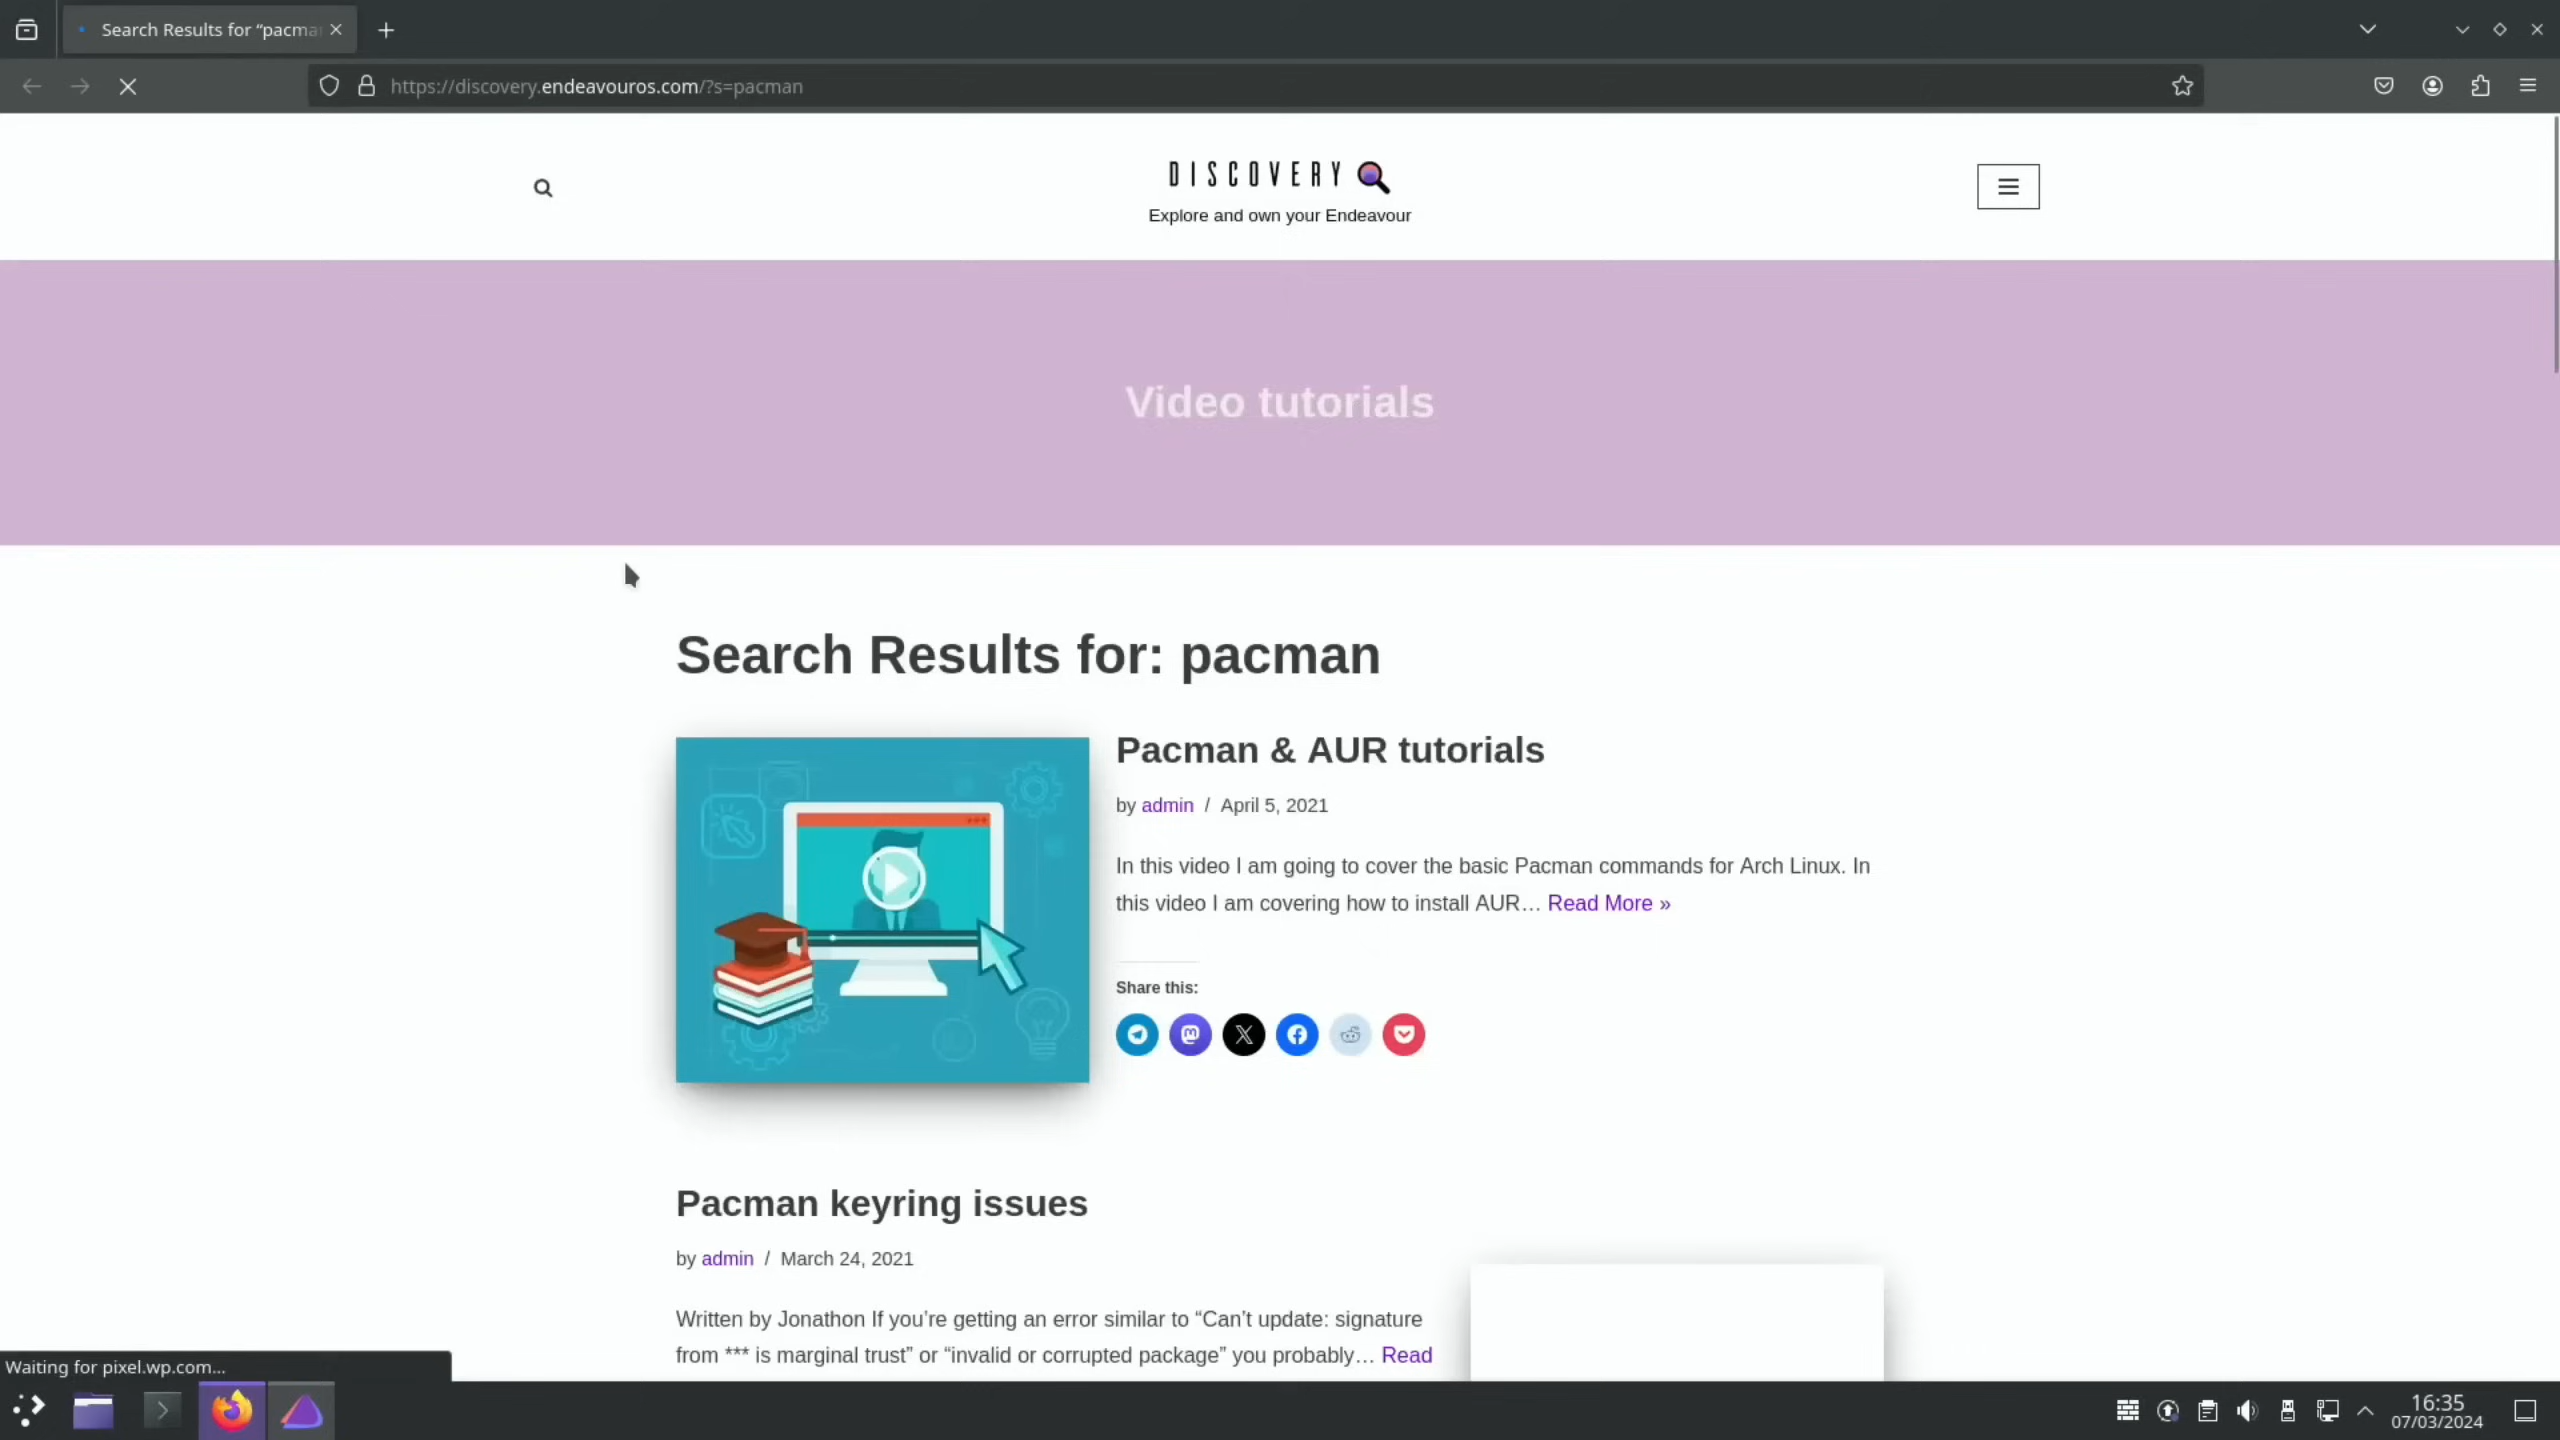 Search Results for “pacma
https://discovery.endeavouros.com/?s=pacman
DISCOVERY
Explore and own your Endeavour
Video tutorials
Search Results for: pacman
Pacman & AUR tutorials
by admin / April 5, 2021
In this video I am going to cover the basic Pacman commands for Arch Linux. In
this video I am covering how to install AUR… Read More »
Share this:
Pacman keyring issues
by admin / March 24, 2021
Written by Jonathon If you’re getting an error similar to “Can’t update: signature
from *** is marginal trust” or “invalid or corrupted package” you probably… Read
Waiting for pixel.wp.com…
16:35
07/03/2024